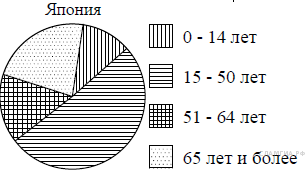 Япония
0 - 14 лет
15 - 50 лет
51 - 64 лет
65 лет и более